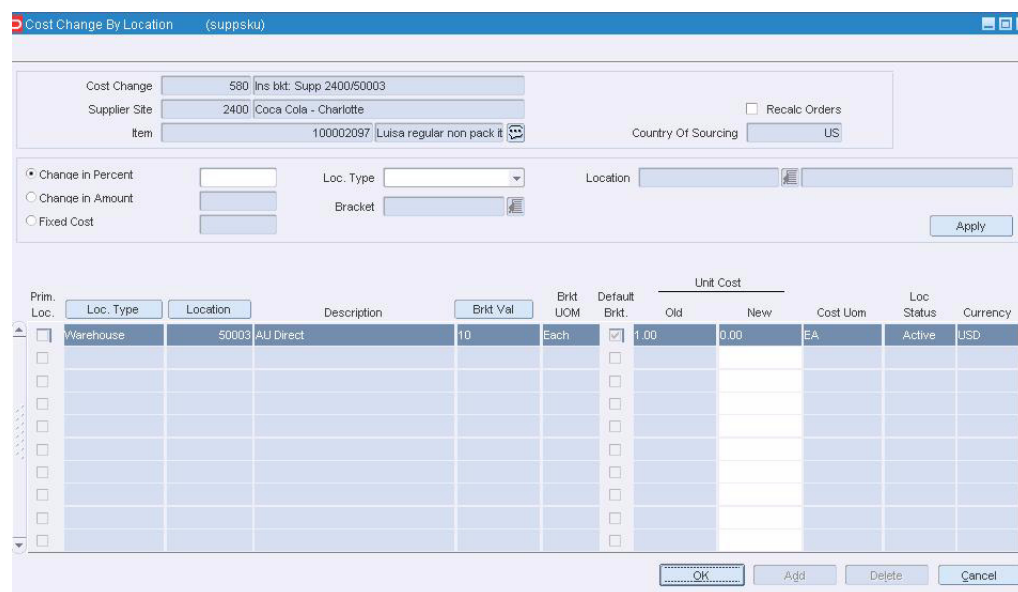 Cost Change By Location (suppsku)
Cost Change 580 Ins bkt: Supp 2400/50003
Supplier Site 2400 Coca Cola - Charlotte Recalc Orders
Item 100002097 Luisa regular non pack it Country Of Sourcing US
Change in Percent Loc. Type Location
Change in Amount Bracket
Fixed Cost Apply
Unit Cost
Prim. Loc. Loc. Type Location Description Brkt Val Brkt UOM Default Brkt. Old New Cost Uom Loc Status Currency
Warehouse 50003 AU Direct 10 Each 1.00 0.00 EA Active USD
OK Add Delete Cancel